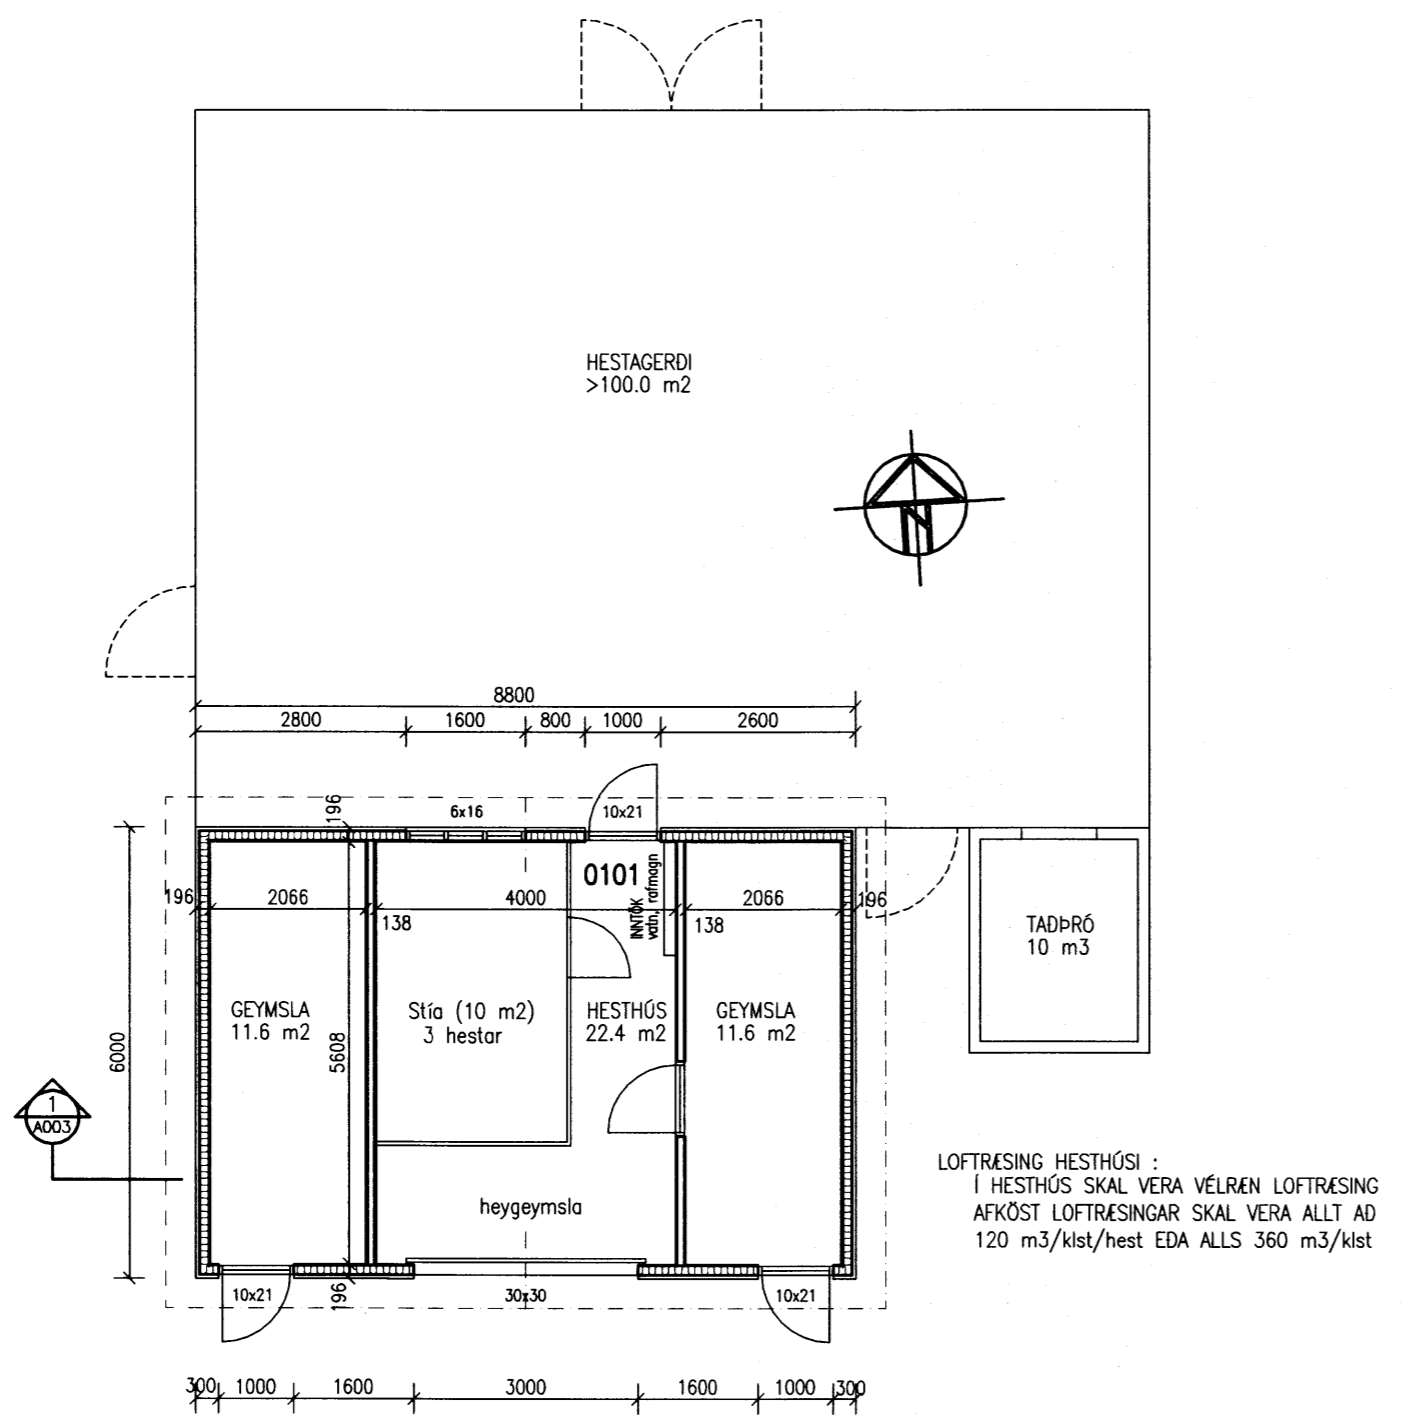 HESTAGERÐI
>100.0 m2
N
8800
2800
1600
800
1000
2600
196
6x16
10x21
0101
INNTÖK
vatn, rafmagn
196
2066
138
4000
138
2066
196
TAÐÞRÓ
10 m3
GEYMSLA
11.6 m2
Stía (10 m2)
3 hestar
HESTHÚS
22.4 m2
GEYMSLA
11.6 m2
6000
5608
1
A003
heygeymsla
LOFTRÆSING HESTHÚSI :
Í HESTHÚS SKAL VERA VÉLRÆN LOFTRÆSING
AFKÖST LOFTRÆSINGAR SKAL VERA ALLT AÐ
120 m3/klst/hest EÐA ALLS 360 m3/klst
10x21
196
30x30
10x21
300
1000
1600
3000
1600
1000
300